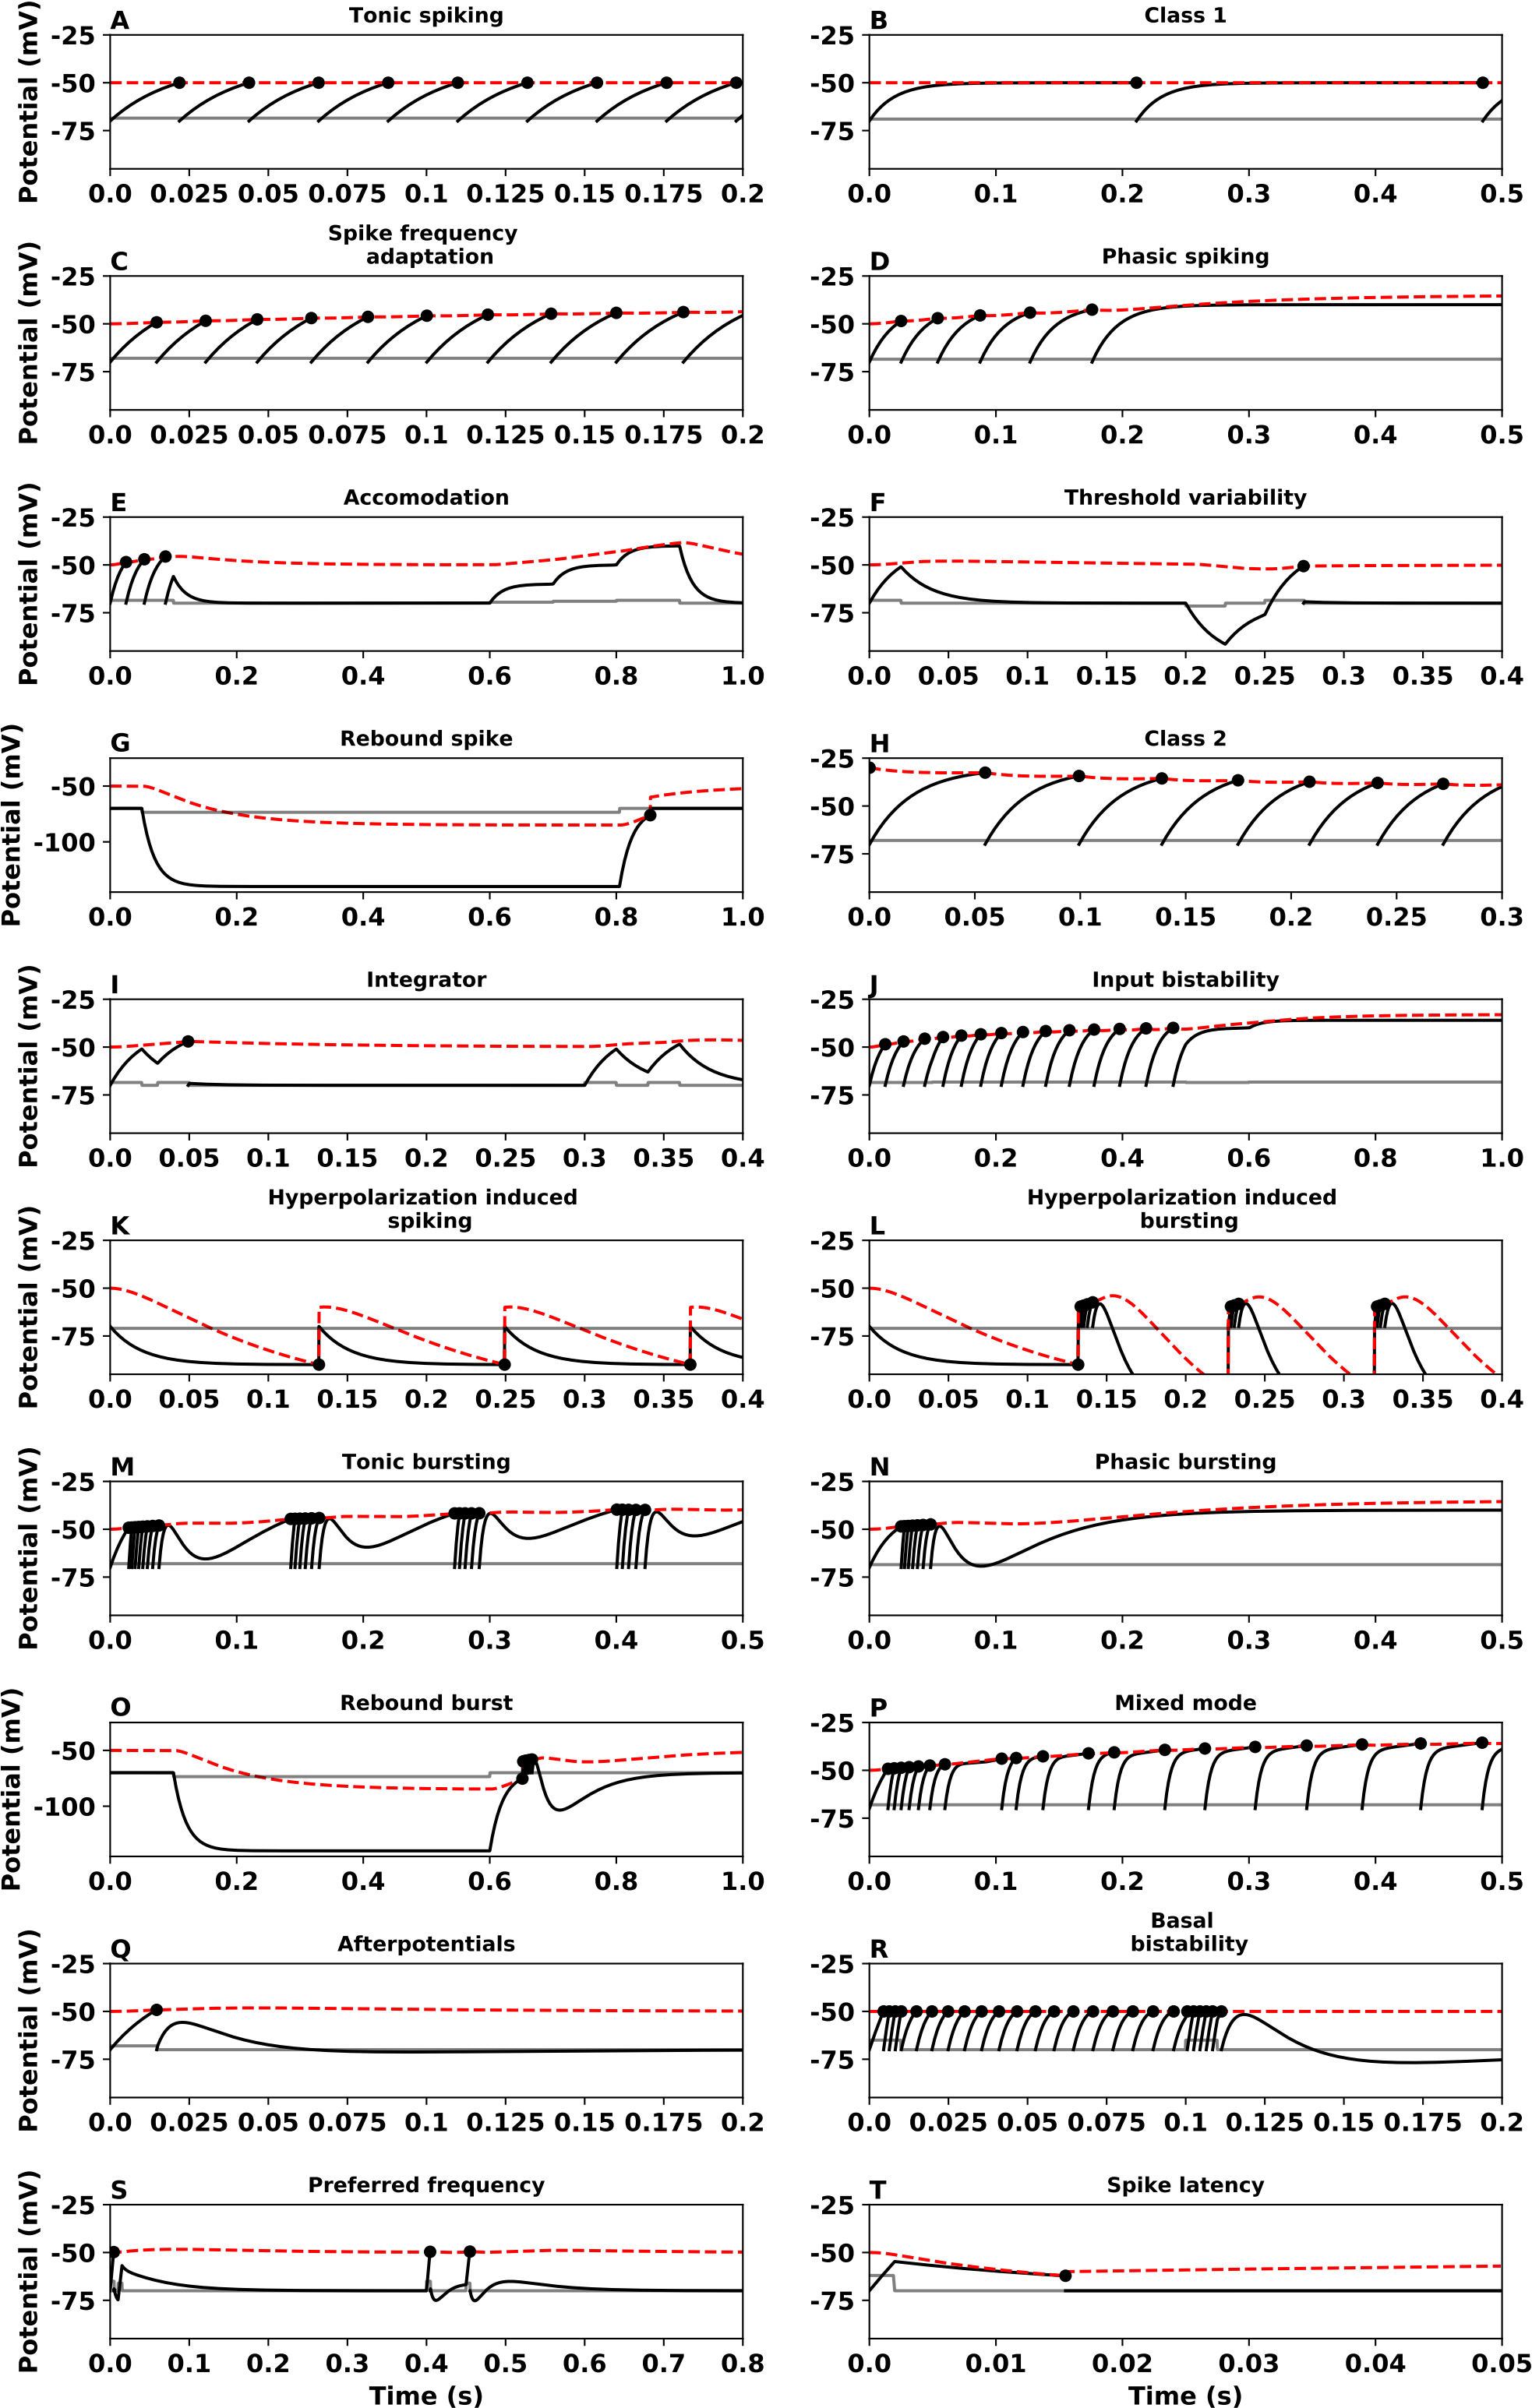 A Tonic spiking
Potential (mV)
-25
-50
-75
0.0 0.025 0.05 0.075 0.1 0.125 0.15 0.175 0.2
B Class 1
-25
-50
-75
0.0 0.1 0.2 0.3 0.4 0.5
C Spike frequency
adaptation
Potential (mV)
-25
-50
-75
0.0 0.025 0.05 0.075 0.1 0.125 0.15 0.175 0.2
D Phasic spiking
-25
-50
-75
0.0 0.1 0.2 0.3 0.4 0.5
E Accomodation
Potential (mV)
-25
-50
-75
0.0 0.2 0.4 0.6 0.8 1.0
F Threshold variability
-25
-50
-75
0.0 0.05 0.1 0.15 0.2 0.25 0.3 0.35 0.4
G Rebound spike
Potential (mV)
-50
-100
0.0 0.2 0.4 0.6 0.8 1.0
H Class 2
-25
-50
-75
0.0 0.05 0.1 0.15 0.2 0.25 0.3
I Integrator
Potential (mV)
-25
-50
-75
0.0 0.05 0.1 0.15 0.2 0.25 0.3 0.35 0.4
J Input bistability
-25
-50
-75
0.0 0.2 0.4 0.6 0.8 1.0
K Hyperpolarization induced
spiking
Potential (mV)
-25
-50
-75
0.0 0.05 0.1 0.15 0.2 0.25 0.3 0.35 0.4
L Hyperpolarization induced
bursting
-25
-50
-75
0.0 0.05 0.1 0.15 0.2 0.25 0.3 0.35 0.4
M Tonic bursting
Potential (mV)
-25
-50
-75
0.0 0.1 0.2 0.3 0.4 0.5
N Phasic bursting
-25
-50
-75
0.0 0.1 0.2 0.3 0.4 0.5
O Rebound burst
Potential (mV)
-50
-100
0.0 0.2 0.4 0.6 0.8 1.0
P Mixed mode
-25
-50
-75
0.0 0.1 0.2 0.3 0.4 0.5
Q Afterpotentials
Potential (mV)
-25
-50
-75
0.0 0.025 0.05 0.075 0.1 0.125 0.15 0.175 0.2
R Basal
bistability
-25
-50
-75
0.0 0.025 0.05 0.075 0.1 0.125 0.15 0.175 0.2
S Preferred frequency
Potential (mV)
-25
-50
-75
0.0 0.1 0.2 0.3 0.4 0.5 0.6 0.7 0.8
Time (s)
T Spike latency
-25
-50
-75
0.0 0.01 0.02 0.03 0.04 0.05
Time (s)